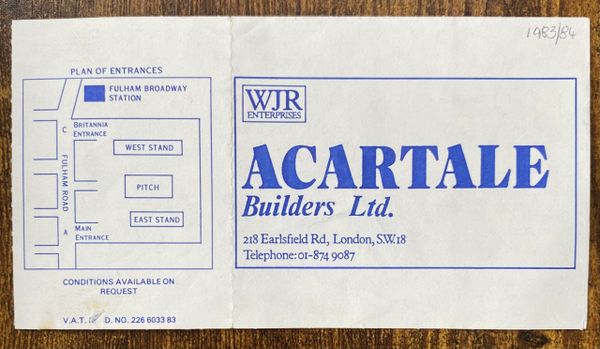 1983/84
PLAN OF ENTRANCES
FULHAM BROADWAY
STATION
C
BRITANNIA
ENTRANCE
WEST STAND
FULHAM ROAD
PITCH
EAST STAND
A
MAIN
ENTRANCE
CONDITIONS AVAILABLE ON
REQUEST
V.A.T. D. NO. 226 6033 83
WJR
ENTERPRISES
ACARTALE
Builders Ltd.
218 Earlsfield Rd, London, S.W.18
Telephone: 01-874 9087